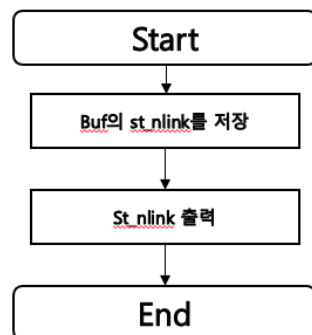 Start
Buf의 st_nlink를 저장
St_nlink 출력
End